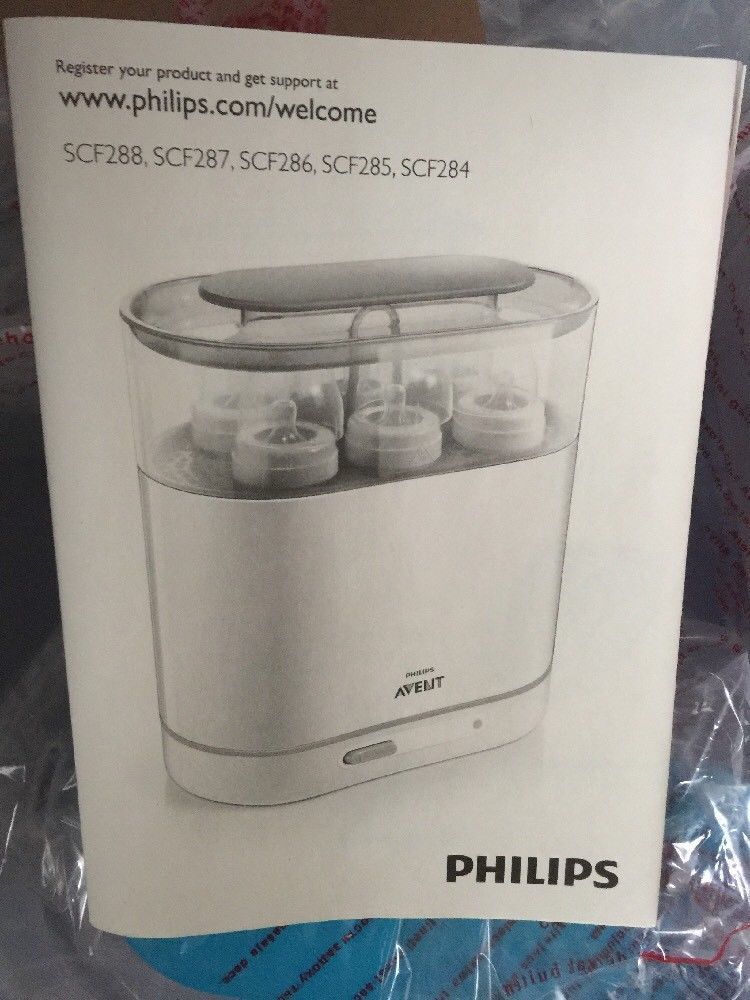 Register your product and get support at
www.philips.com/welcome
SCF288, SCF287, SCF286, SCF285, SCF284
PHILIPS
AVENT
PHILIPS